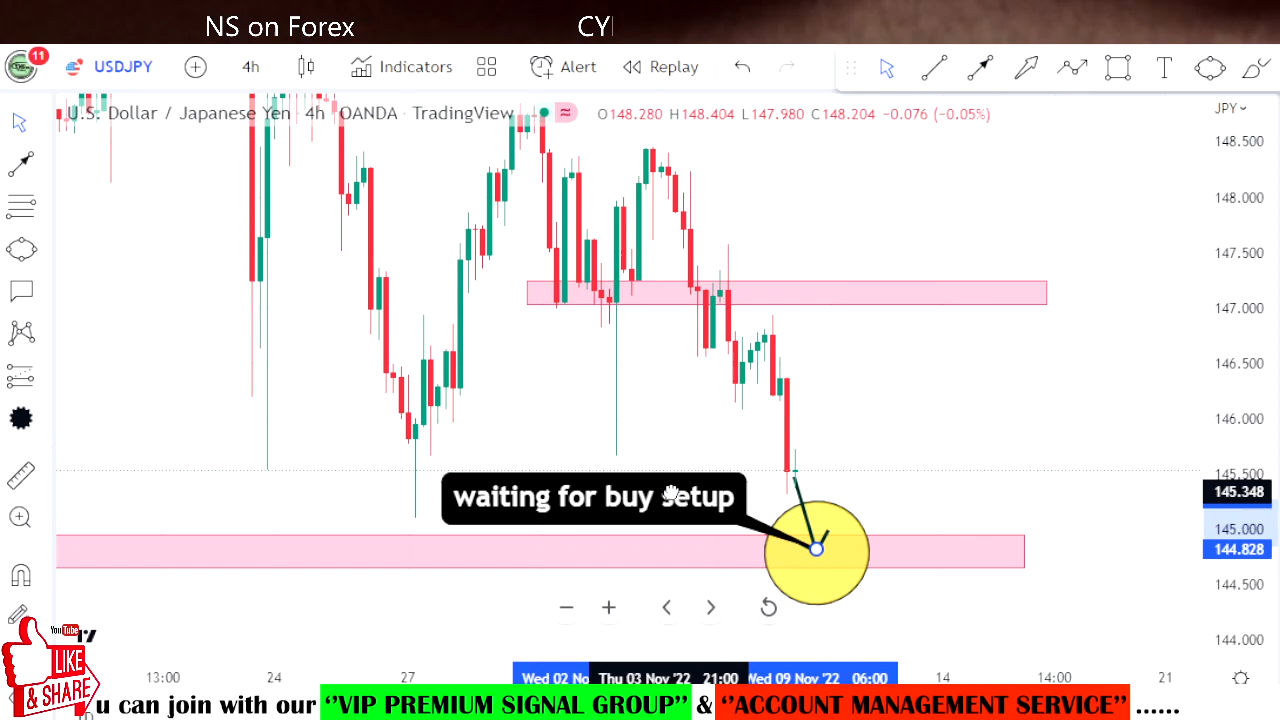 NS on Forex CY
11
USDJPY 4h Indicators Alert Replay
U.S. Dollar / Japanese Yen · 4h · OANDA · TradingView O148.280 H148.404 L147.980 C148.204 −0.076 (−0.05%)
JPY
148.500
148.000
147.500
147.000
146.500
146.000
145.500
145.348
145.000
144.828
144.500
144.000
waiting for buy setup
13:00 24 27 Wed 02 No Thu 03 Nov '22 21:00 Wed 09 Nov '22 06:00 14 14:00 21
YouTube
LIKE
& SHARE
u can join with our ‘‘VIP PREMIUM SIGNAL GROUP’’ & ‘‘ACCOUNT MANAGEMENT SERVICE’’ ......